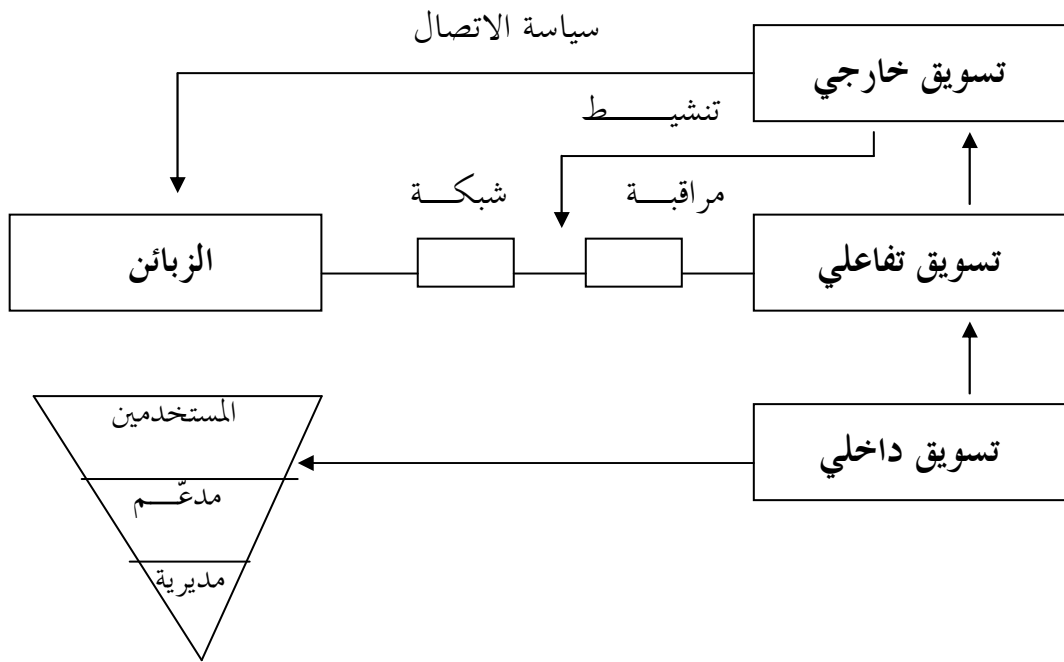 سياسة الاتصال
تسويق خارجي
تنشيـــــط
مراقبـــة
شبكـــة
تسويق تفاعلي
الزبائن
المستخدمين
تسويق داخلي
مدعّـــم
مديرية